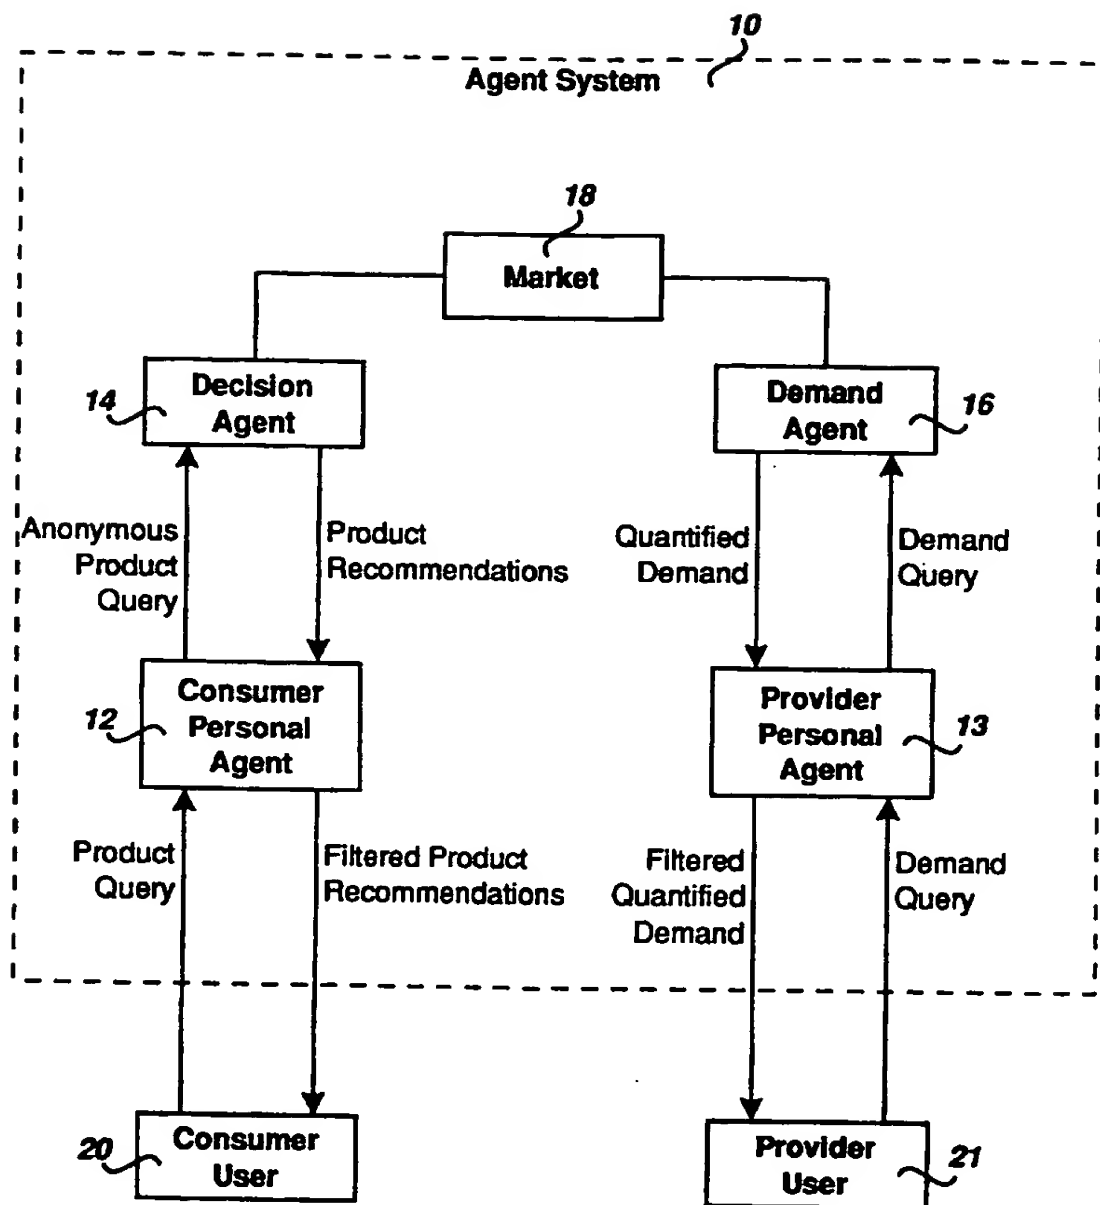 10
Agent System
18
Market
Decision
Agent
14
Demand
Agent
16
Anonymous
Product
Query
Product
Recommendations
Quantified
Demand
Demand
Query
Consumer
Personal
Agent
12
Provider
Personal
Agent
13
Product
Query
Filtered Product
Recommendations
Filtered
Quantified
Demand
Demand
Query
20
Consumer
User
Provider
User
21